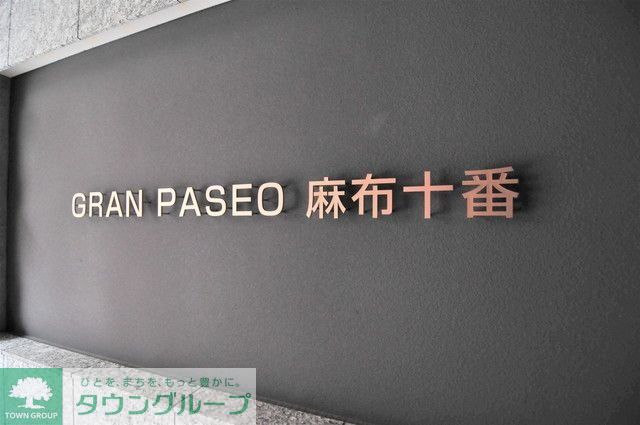 GRAN PASEO 麻布十番
ひとを、まちを、もっと豊かに。
タウングループ
TOWN GROUP